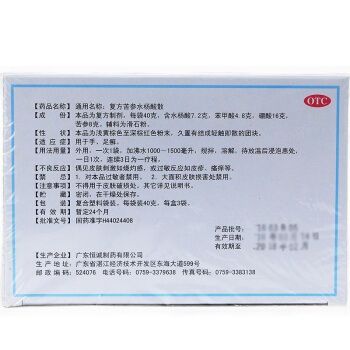 OTC
【药品名称】通用名称：复方苦参水杨酸散
【成　　份】本品为复方制剂，每袋40克，含水杨酸7.2克，苯甲酸4.8克，硼酸16克，
苦参8克，辅料为滑石粉。
【性　　状】本品为浅黄棕色至深棕红色粉末，久置有结成轻触即散的团块。
【适 应 症】用于手、足癣。
【用法用量】外用，一次1袋，加沸水1000－1500毫升，搅拌，溶解，待放温后浸泡患处，
一日1次，连续3日为一疗程。
【不良反应】偶见皮肤刺激如烧灼感，或过敏反应如皮疹，瘙痒等。
【禁　　忌】1. 对本品过敏者禁用。 2. 大面积皮肤损害处禁用。
【注意事项】不得用于皮肤破损处，其它详见说明书。
【贮　　藏】密闭，在干燥处保存。
【包　　装】复合塑料袋装，每袋装40克，每盒3袋。
【有 效 期】暂定24个月
【批准文号】国药准字H44024408
产品批号：
生产日期：
有效期至：
【生产企业】广东恒诚制药有限公司
地　　址：广东省湛江经济技术开发区东海大道599号
邮政编码：524076　电话号码：0759-3379638　传真号码：0759-3383138